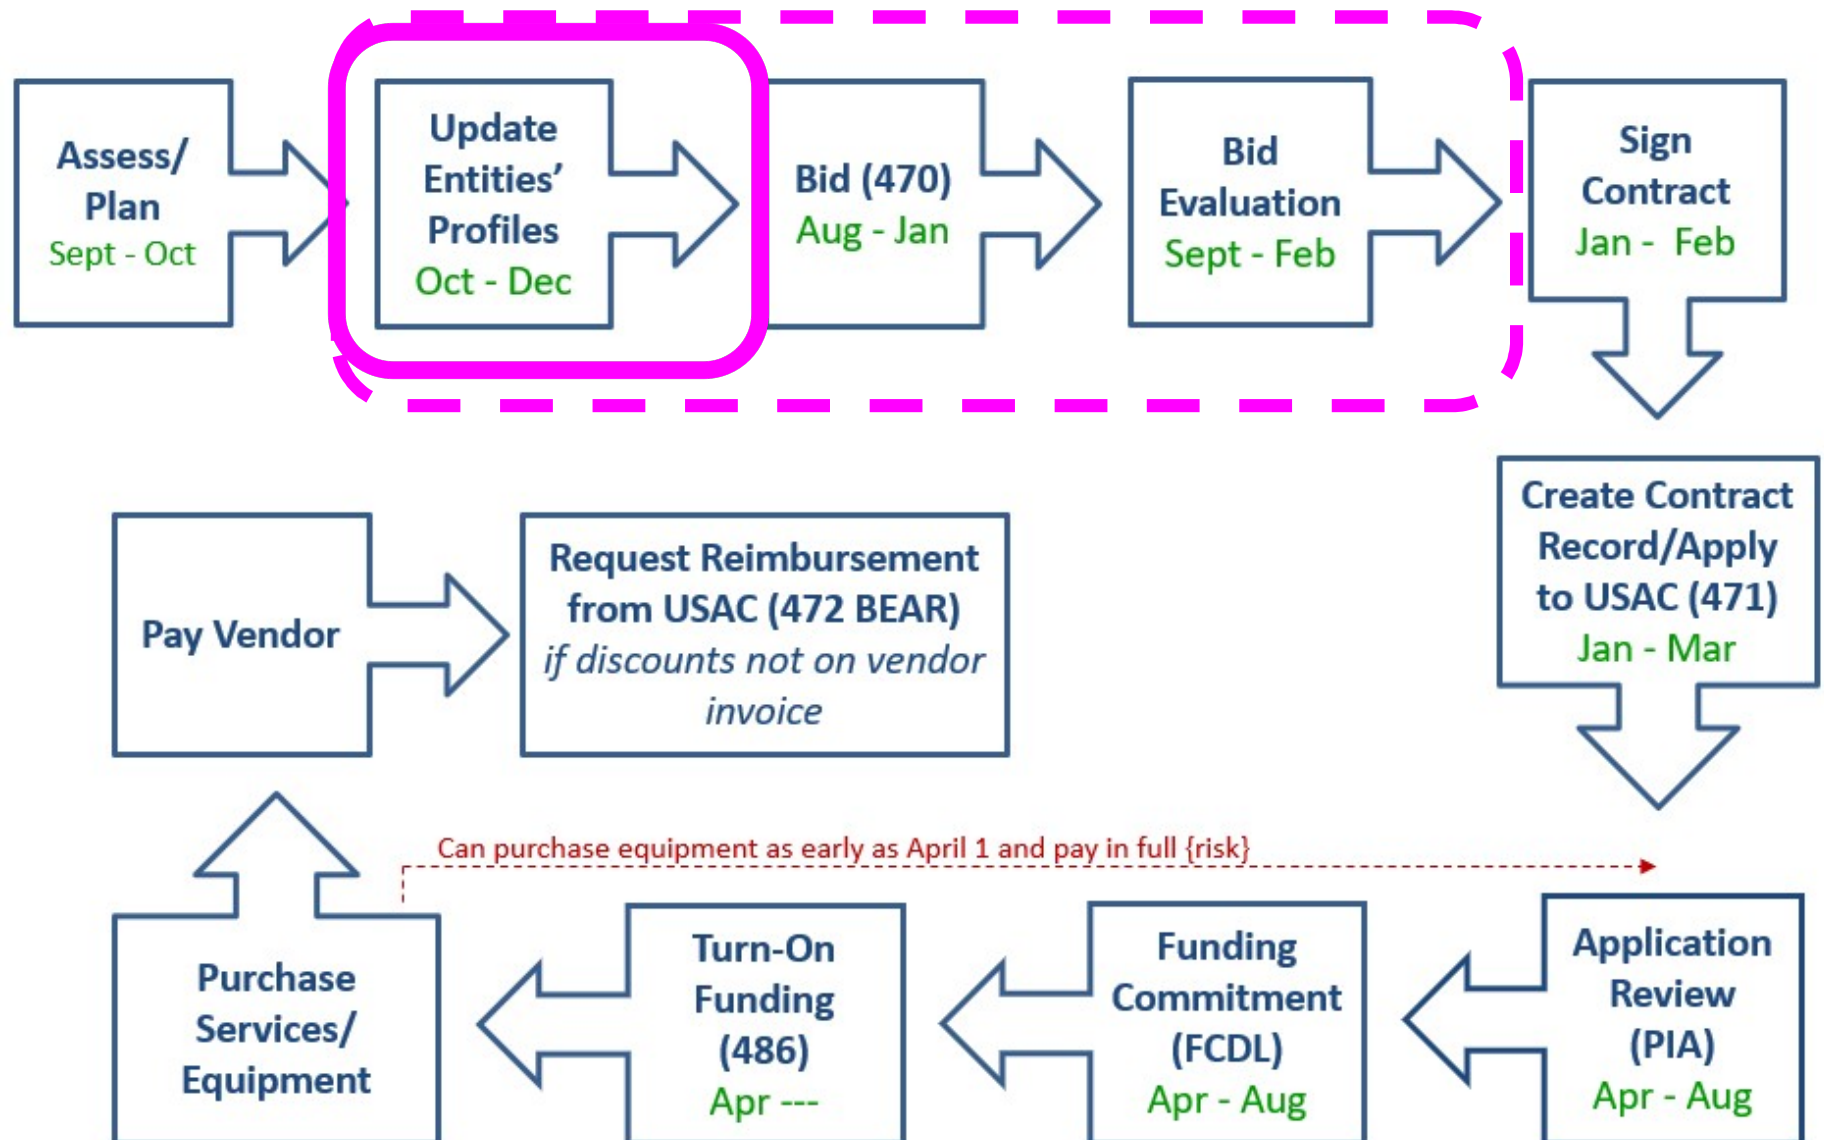 Assess/
Plan
Sept - Oct
Update
Entities’
Profiles
Oct - Dec
Bid (470)
Aug - Jan
Bid
Evaluation
Sept - Feb
Sign
Contract
Jan -  Feb
Create Contract
Record/Apply
to USAC (471)
Jan - Mar
Application
Review
(PIA)
Apr - Aug
Funding
Commitment
(FCDL)
Apr - Aug
Turn-On
Funding
(486)
Apr ---
Can purchase equipment as early as April 1 and pay in full {risk}
Purchase
Services/
Equipment
Pay Vendor
Request Reimbursement
from USAC (472 BEAR)
if discounts not on vendor
invoice